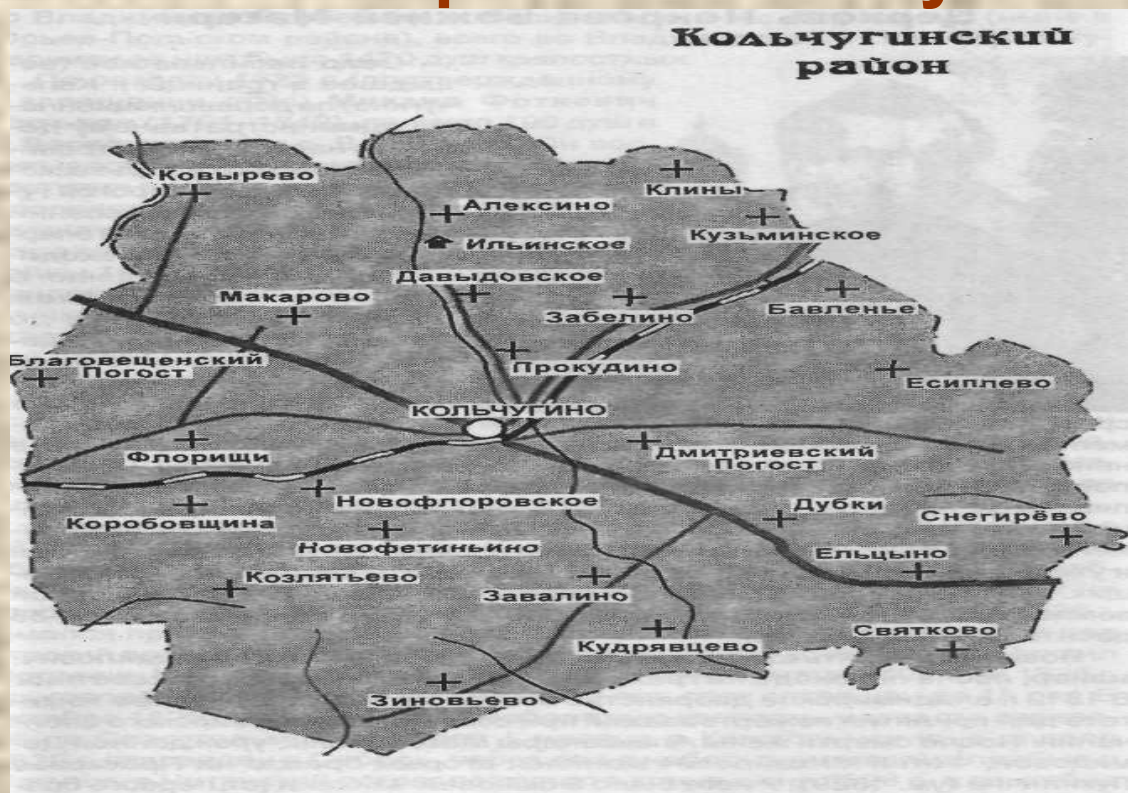 Кольчугинский
район
Ковырево
Клины
Алексино
Кузьминское
Ильинское
Давыдовское
Макарово
Забелино
Бавленье
Благовещенский
Погост
Прокудино
Есиплево
КОЛЬЧУГИНО
Флорищи
Дмитриевский
Погост
Новофлоровское
Дубки
Коробовщина
Снегирёво
Новофетиньино
Ельцыно
Козлятьево
Завалино
Святково
Кудрявцево
Зиновьево